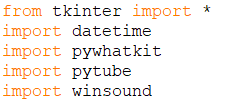 from tkinter import *
import datetime
import pywhatkit
import pytube
import winsound